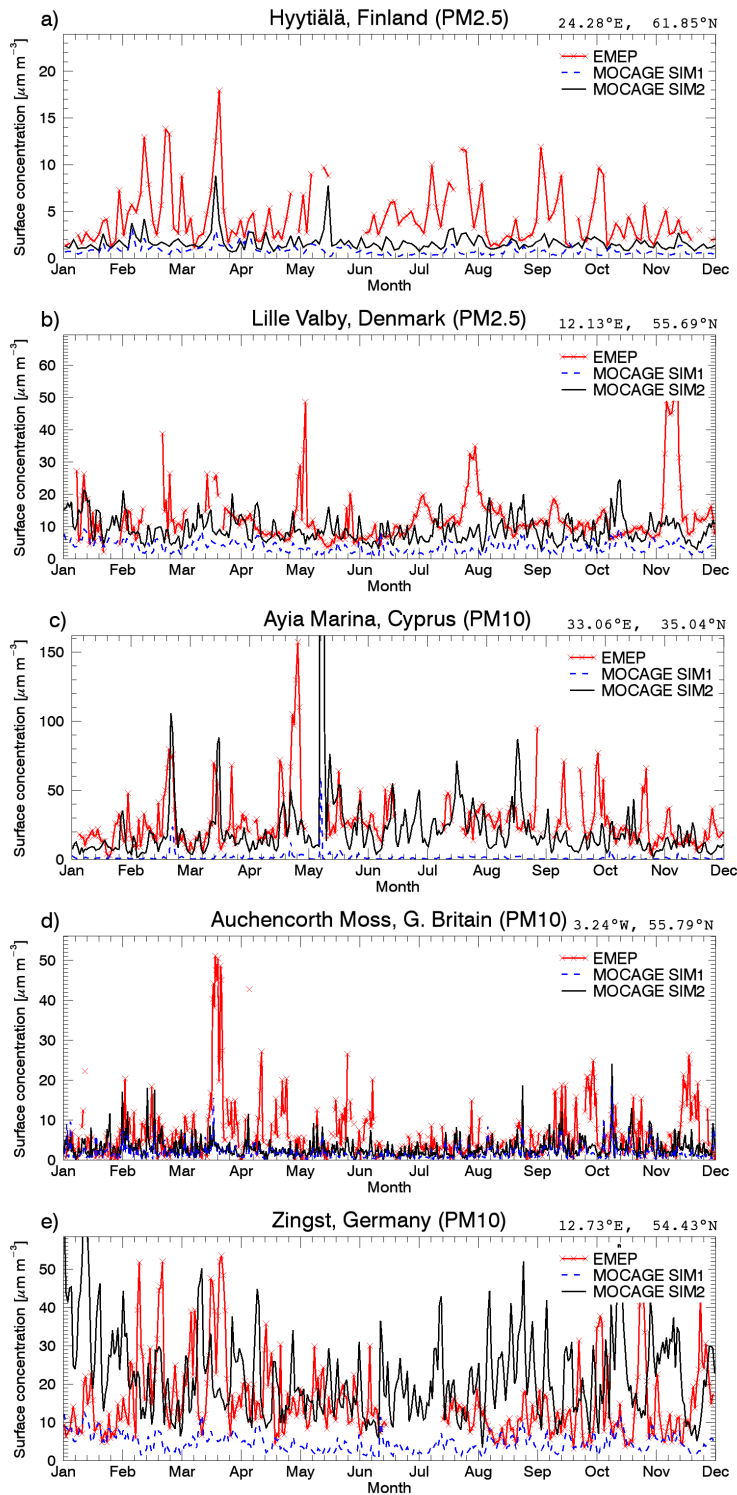 a) Hyytiälä, Finland (PM2.5) 24.28°E, 61.85°N
Surface concentration [μm m⁻³]
20
15
10
5
0
EMEP
MOCAGE SIM1
MOCAGE SIM2
Jan Feb Mar Apr May Jun Jul Aug Sep Oct Nov Dec
Month
b) Lille Valby, Denmark (PM2.5) 12.13°E, 55.69°N
Surface concentration [μm m⁻³]
60
50
40
30
20
10
0
EMEP
MOCAGE SIM1
MOCAGE SIM2
Jan Feb Mar Apr May Jun Jul Aug Sep Oct Nov Dec
Month
c) Ayia Marina, Cyprus (PM10) 33.06°E, 35.04°N
Surface concentration [μm m⁻³]
150
100
50
0
EMEP
MOCAGE SIM1
MOCAGE SIM2
Jan Feb Mar Apr May Jun Jul Aug Sep Oct Nov Dec
Month
d) Auchencorth Moss, G. Britain (PM10) 3.24°W, 55.79°N
Surface concentration [μm m⁻³]
50
40
30
20
10
0
EMEP
MOCAGE SIM1
MOCAGE SIM2
Jan Feb Mar Apr May Jun Jul Aug Sep Oct Nov Dec
Month
e) Zingst, Germany (PM10) 12.73°E, 54.43°N
Surface concentration [μm m⁻³]
50
40
30
20
10
0
EMEP
MOCAGE SIM1
MOCAGE SIM2
Jan Feb Mar Apr May Jun Jul Aug Sep Oct Nov Dec
Month